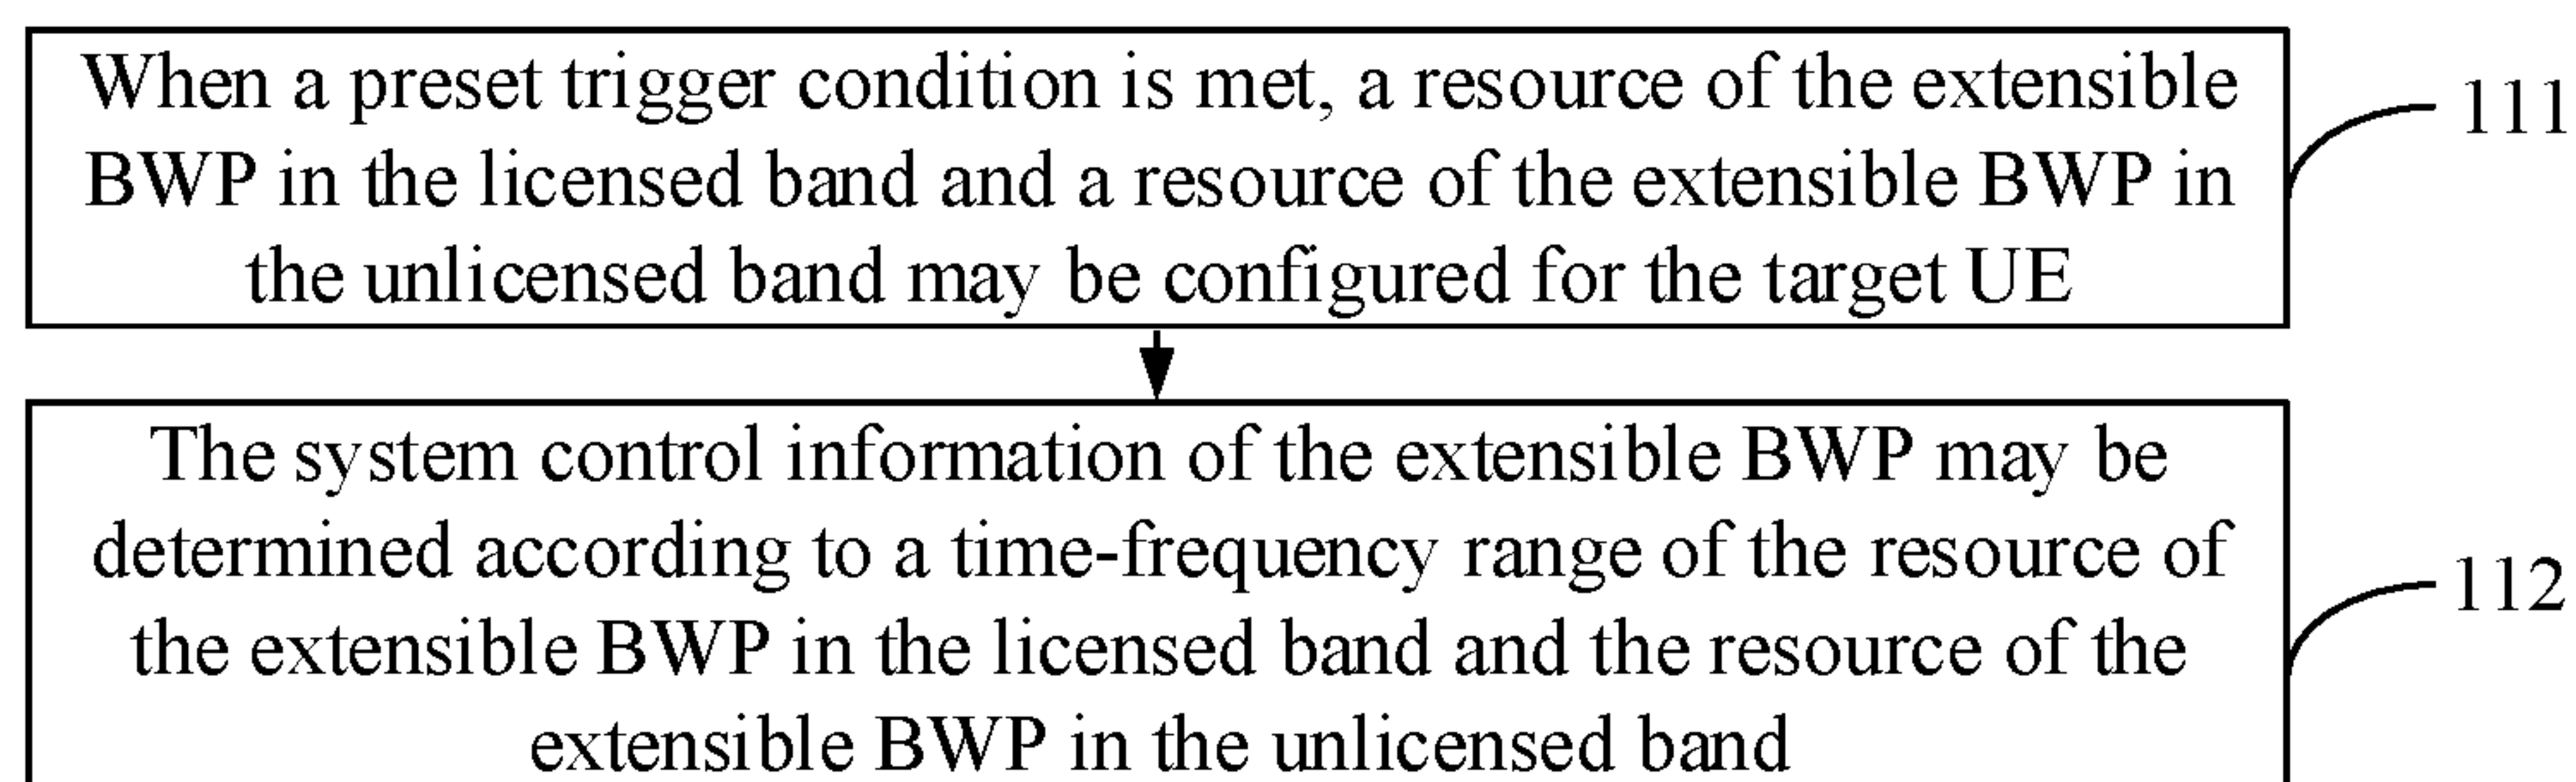 When a preset trigger condition is met, a resource of the extensible
BWP in the licensed band and a resource of the extensible BWP in
the unlicensed band may be configured for the target UE
111
The system control information of the extensible BWP may be
determined according to a time-frequency range of the resource of
the extensible BWP in the licensed band and the resource of the
extensible BWP in the unlicensed band
112